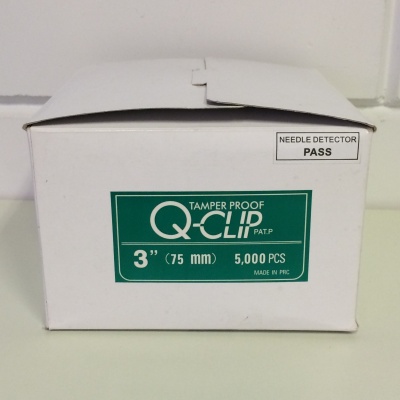 NEEDLE DETECTOR
PASS
TAMPER PROOF
Q-CLIP
PAT.P
3" (75 mm) 5,000 PCS
MADE IN PRC